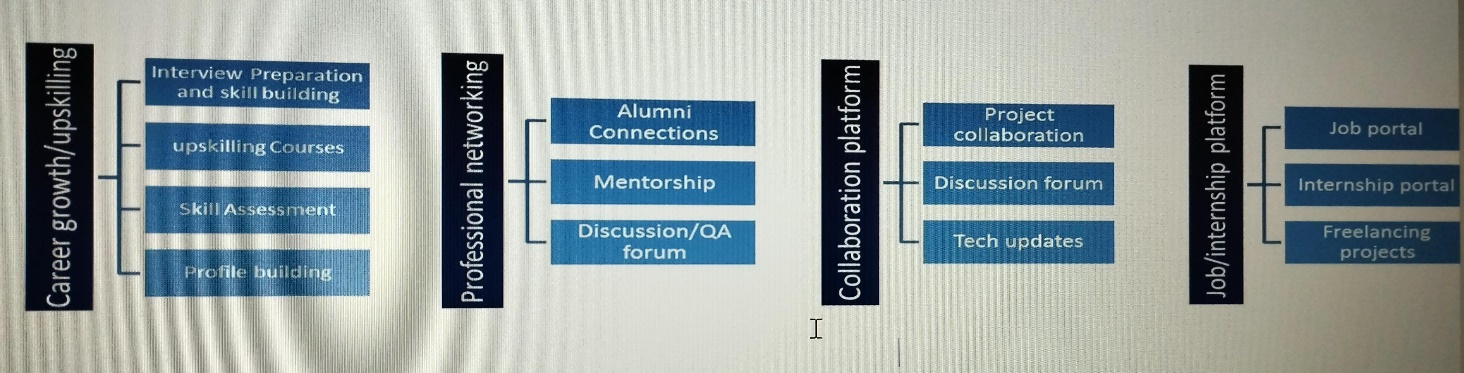 Career growth/upskilling
Interview Preparation
and skill building
upskilling Courses
Skill Assessment
Profile building
Professional networking
Alumni
Connections
Mentorship
Discussion/QA
forum
Collaboration platform
Project
collaboration
Discussion forum
Tech updates
Job/internship platform
Job portal
Internship portal
Freelancing
projects